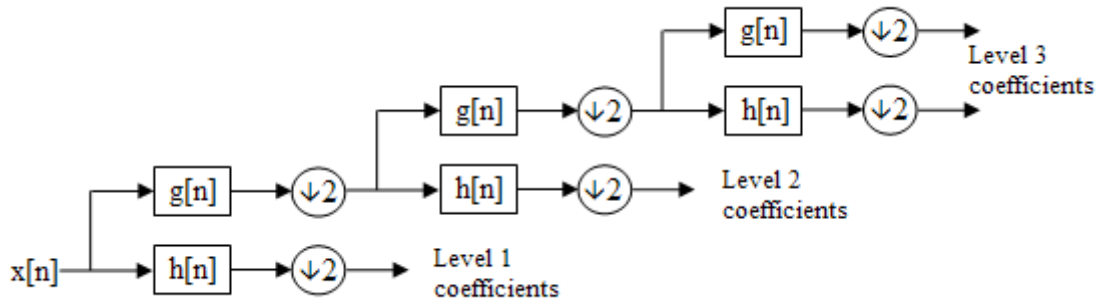 g[n]
↓2
Level 3
coefficients
g[n]
↓2
h[n]
↓2
g[n]
↓2
h[n]
↓2
Level 2
coefficients
x[n]
h[n]
↓2
Level 1
coefficients